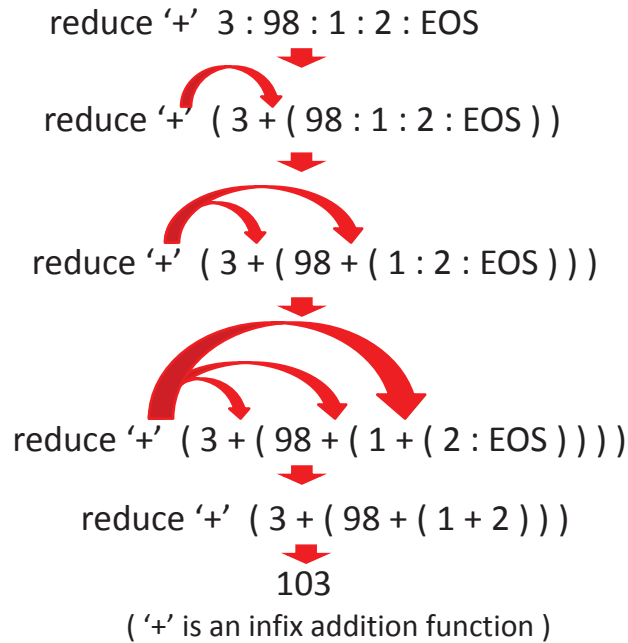 reduce ‘+’ 3 : 98 : 1 : 2 : EOS
reduce ‘+’ ( 3 + ( 98 : 1 : 2 : EOS ) )
reduce ‘+’ ( 3 + ( 98 + ( 1 : 2 : EOS ) ) )
reduce ‘+’ ( 3 + ( 98 + ( 1 + ( 2 : EOS ) ) ) )
reduce ‘+’ ( 3 + ( 98 + ( 1 + 2 ) ) )
103
( ‘+’ is an infix addition function )